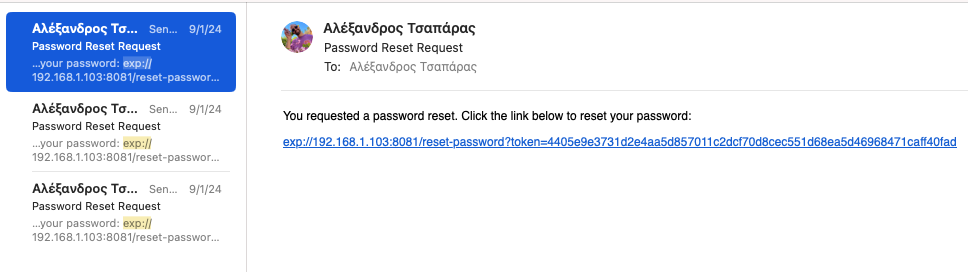 Αλέξανδρος Τσ... Sen... 9/1/24
Password Reset Request
...your password: exp://
192.168.1.103:8081/reset-passwor...
Αλέξανδρος Τσ... Sen... 9/1/24
Password Reset Request
...your password: exp://
192.168.1.103:8081/reset-passwor...
Αλέξανδρος Τσ... Sen... 9/1/24
Password Reset Request
...your password: exp://
192.168.1.103:8081/reset-passwor...
Αλέξανδρος Τσαπάρας
Password Reset Request
To: Αλέξανδρος Τσαπάρας
You requested a password reset. Click the link below to reset your password:
exp://192.168.1.103:8081/reset-password?token=4405e9e3731d2e4aa5d857011c2dcf70d8cec551d68ea5d46968471caff40fad